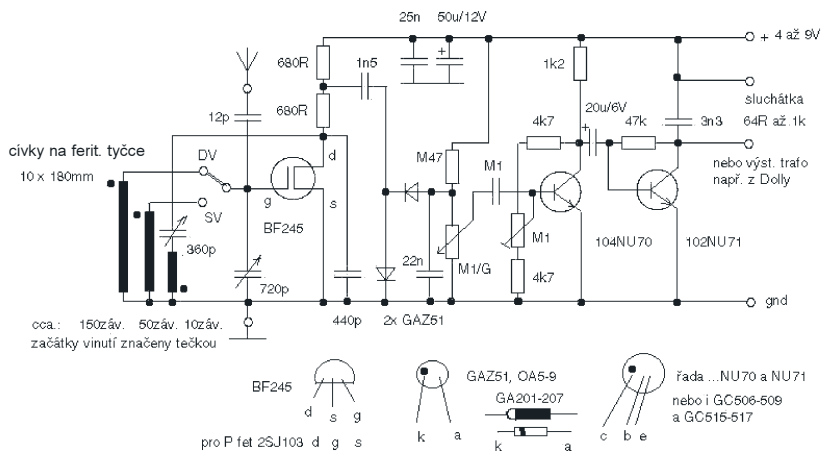 25n
50u/12V
+ 4 až 9V
680R
1n5
1k2
20u/6V
sluchátka
680R
12p
4k7
47k
3n3
64R až 1k
cívky na ferit. tyčce
10 x 180mm
DV
d
M47
M1
nebo výst. trafo
např. z Dolly
SV
g
s
BF245
360p
M1
104NU70
102NU71
22n
M1/G
720p
4k7
gnd
440p
2x GAZ51
cca.: 150záv. 50záv. 10záv.
začátky vinutí značeny tečkou
BF245
d
s
g
pro P fet 2SJ103 d g s
k
a
GAZ51, OA5-9
GA201-207
k
a
c
b
e
řada ...NU70 a NU71
nebo i GC506-509
a GC515-517